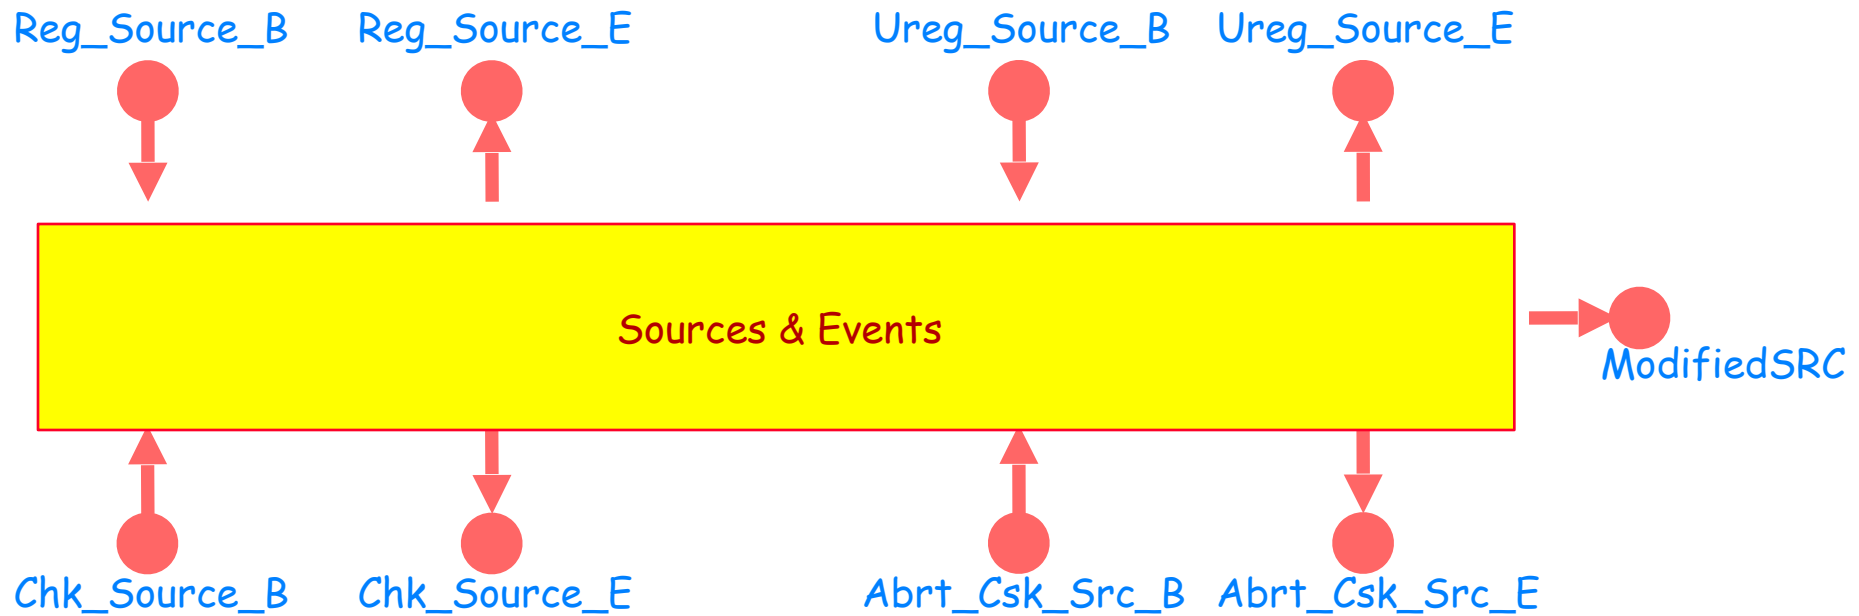 Reg_Source_B Reg_Source_E Ureg_Source_B Ureg_Source_E
Sources & Events
ModifiedSRC
Chk_Source_B Chk_Source_E Abrt_Csk_Src_B Abrt_Csk_Src_E